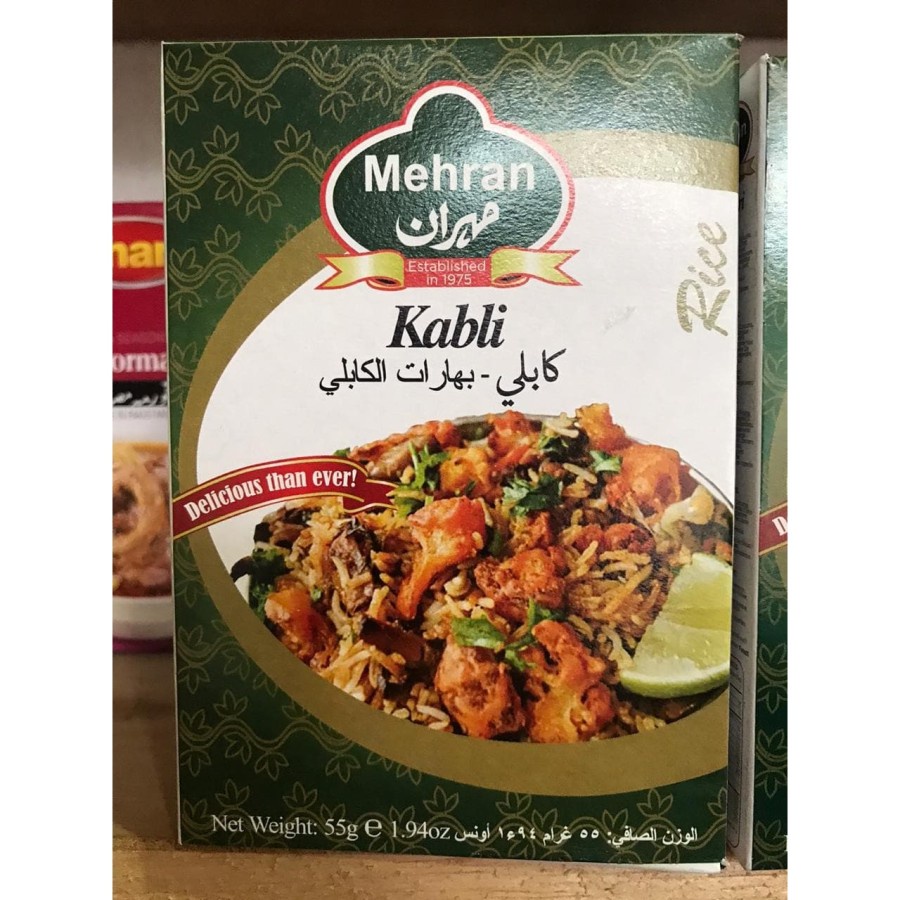 Mehran
مهران
Established
in 1975
Rice
Kabli
كابلي - بهارات الكابلي
Delicious than ever!
Net Weight: 55g ℮ 1.94oz الوزن الصافي: ٥٥ غرام ١٫٩٤ أونس